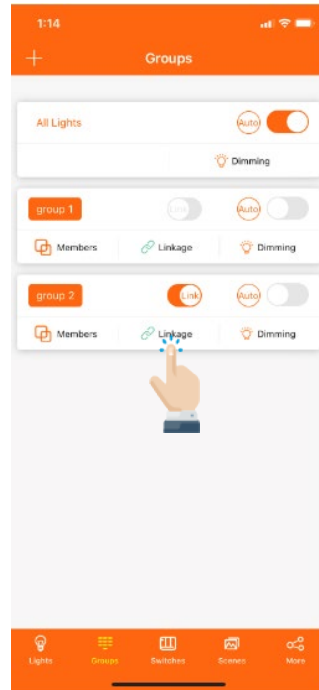 1:14
Groups
All Lights Auto
Dimming
group 1 Link Auto
Members Linkage Dimming
group 2 Link Auto
Members Linkage Dimming
Lights Groups Switches Scenes More